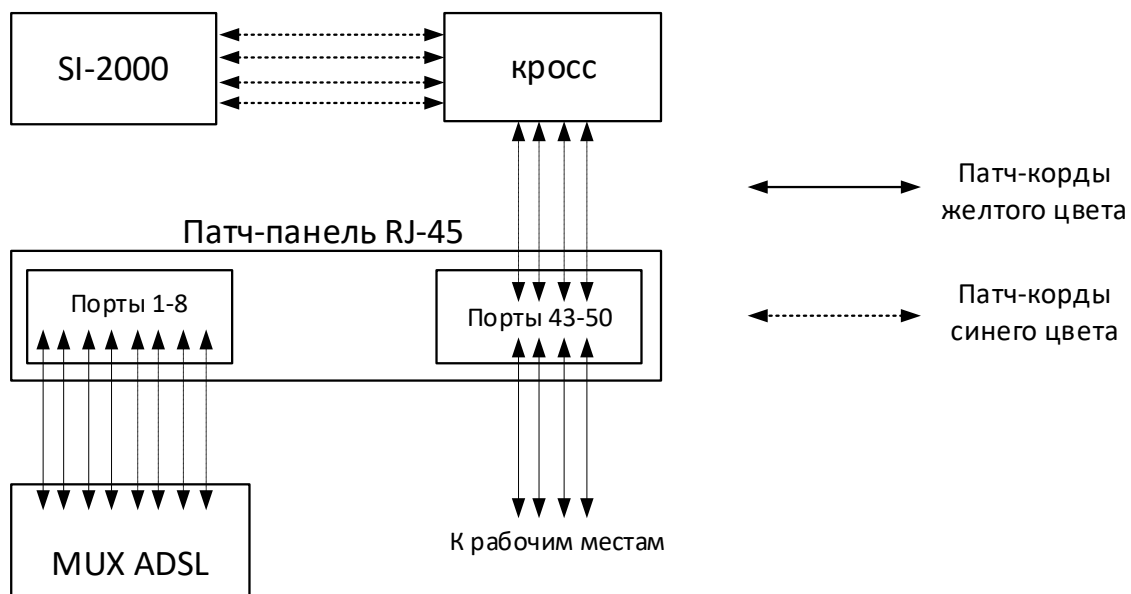 SI-2000
кросс
Патч-корды
желтого цвета
Патч-панель RJ-45
Порты 1-8
Порты 43-50
Патч-корды
синего цвета
К рабочим местам
MUX ADSL